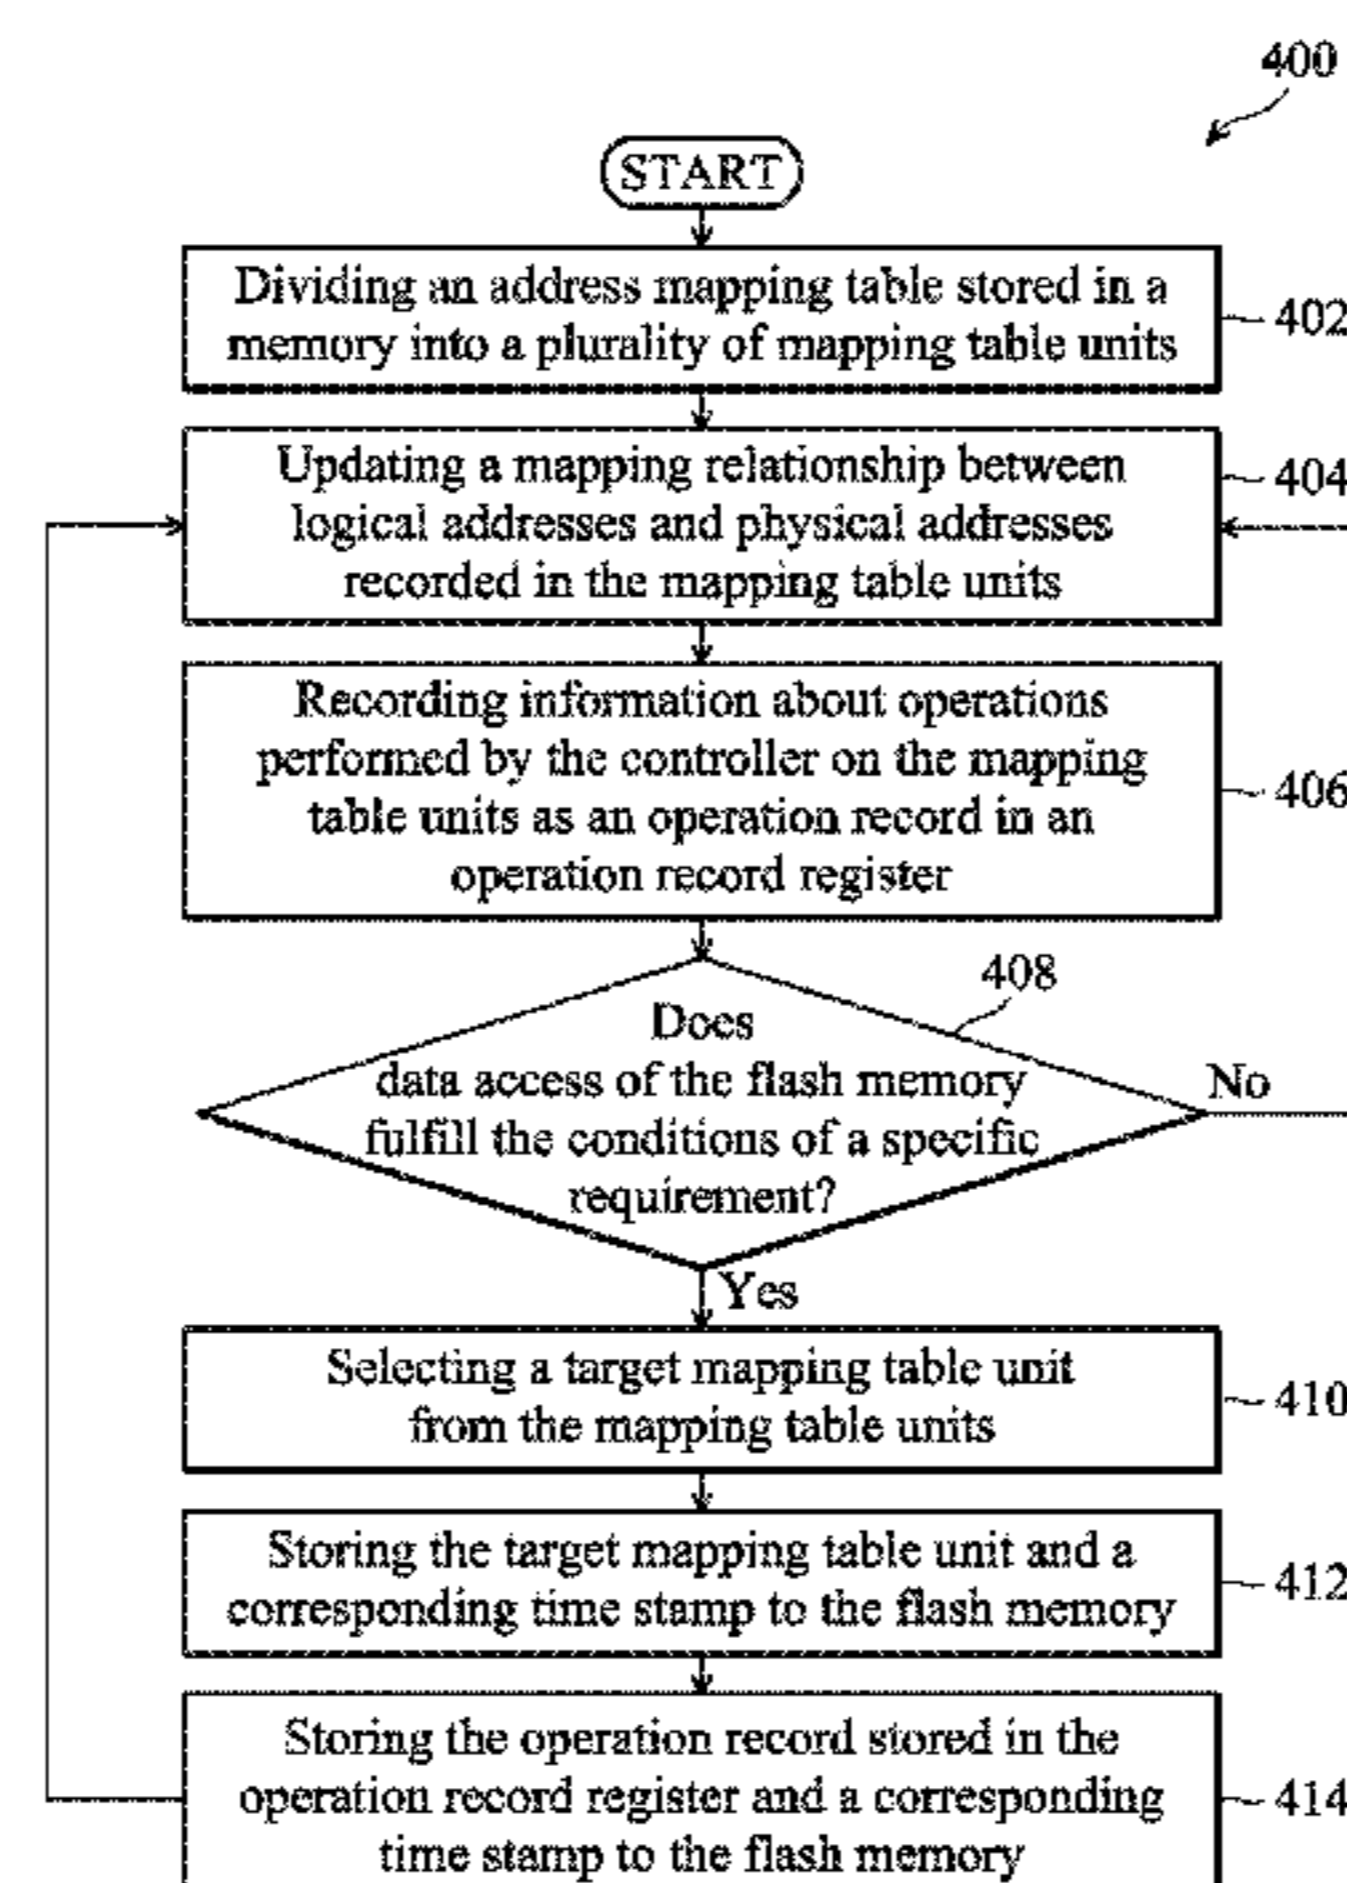 400
START
Dividing an address mapping table stored in a
memory into a plurality of mapping table units
402
Updating a mapping relationship between
logical addresses and physical addresses
recorded in the mapping table units
404
Recording information about operations
performed by the controller on the mapping
table units as an operation record in an
operation record register
406
408
Does
data access of the flash memory
fulfill the conditions of a specific
requirement?
No
Yes
Selecting a target mapping table unit
from the mapping table units
410
Storing the target mapping table unit and a
corresponding time stamp to the flash memory
412
Storing the operation record stored in the
operation record register and a corresponding
time stamp to the flash memory
414